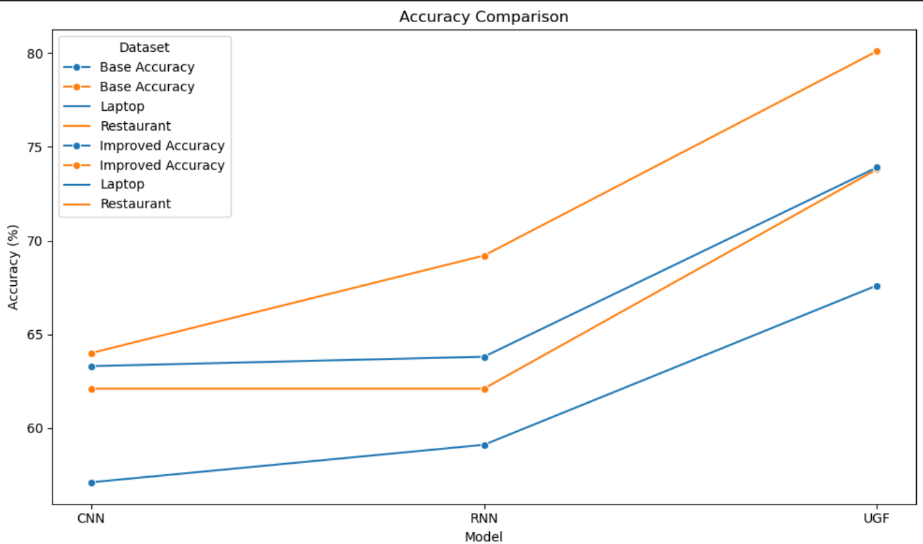 Accuracy Comparison
Dataset
Base Accuracy
Base Accuracy
Laptop
Restaurant
Improved Accuracy
Improved Accuracy
Laptop
Restaurant
80
75
70
65
60
Accuracy (%)
CNN RNN UGF
Model